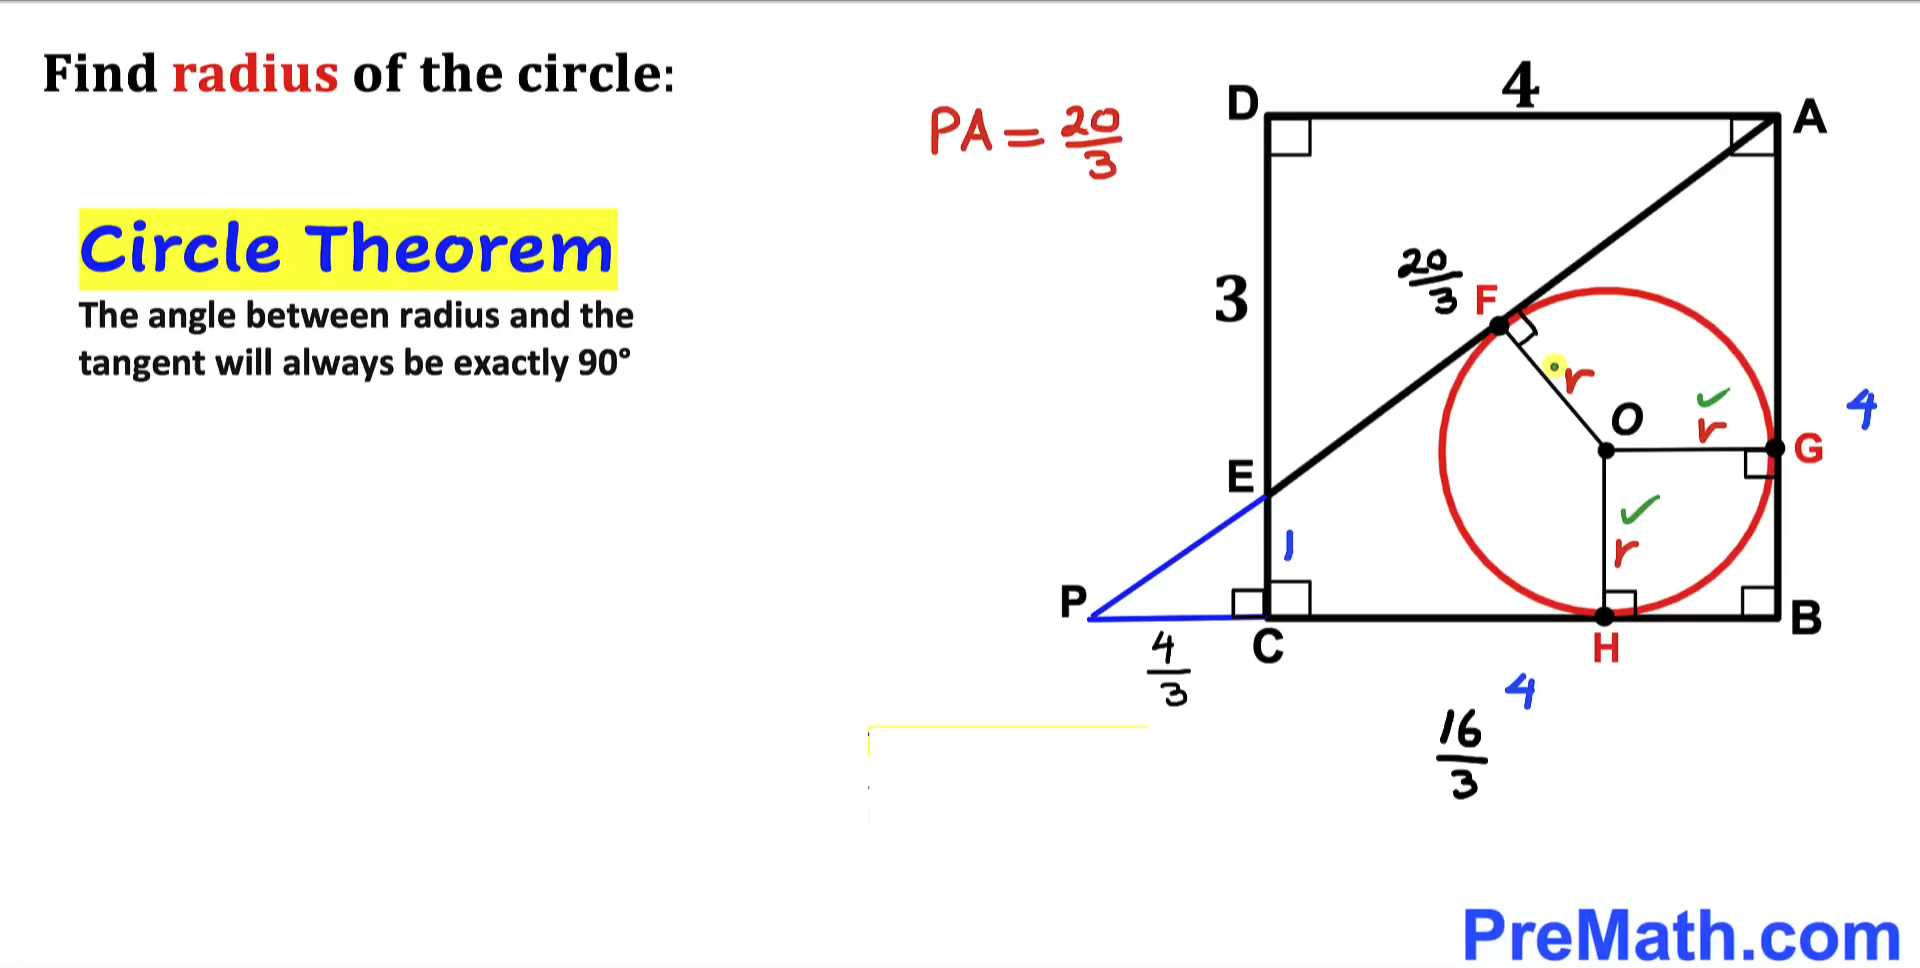 Find radius of the circle:
PA = 20/3
Circle Theorem
The angle between radius and the
tangent will always be exactly 90°
D
4
A
3
20/3
F
r
O
r
G
4
E
1
r
P
C
H
B
4/3
4
16/3
PreMath.com